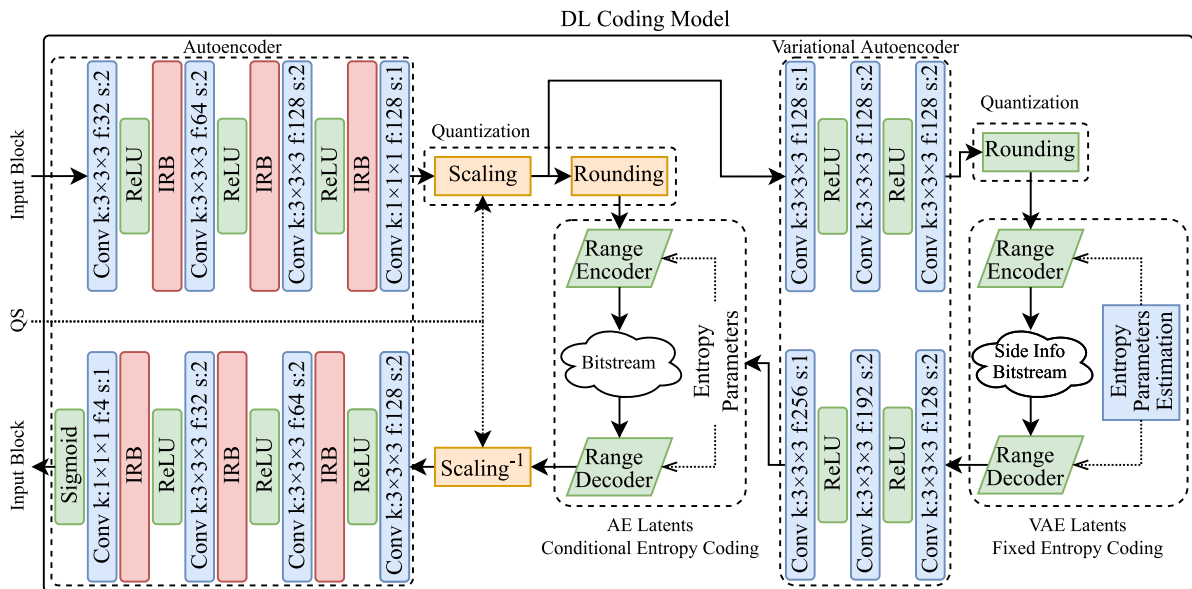 DL Coding Model
Autoencoder
Variational Autoencoder
Input Block
Conv k:3×3×3 f:32 s:2
ReLU
IRB
Conv k:3×3×3 f:64 s:2
ReLU
IRB
Conv k:3×3×3 f:128 s:2
ReLU
IRB
Conv k:1×1×1 f:128 s:1
Quantization
Scaling
Rounding
Conv k:3×3×3 f:128 s:1
ReLU
Conv k:3×3×3 f:128 s:2
ReLU
Conv k:3×3×3 f:128 s:2
Quantization
Rounding
QS
Range
Encoder
Bitstream
Range
Decoder
Entropy
Parameters
AE Latents
Conditional Entropy Coding
Range
Encoder
Side Info
Bitstream
Range
Decoder
Entropy
Parameters
Estimation
VAE Latents
Fixed Entropy Coding
Input Block
Sigmoid
Conv k:1×1×1 f:4 s:1
IRB
ReLU
Conv k:3×3×3 f:32 s:2
IRB
ReLU
Conv k:3×3×3 f:64 s:2
IRB
ReLU
Conv k:3×3×3 f:128 s:2
Scaling⁻¹
Conv k:3×3×3 f:256 s:1
ReLU
Conv k:3×3×3 f:192 s:2
ReLU
Conv k:3×3×3 f:128 s:2